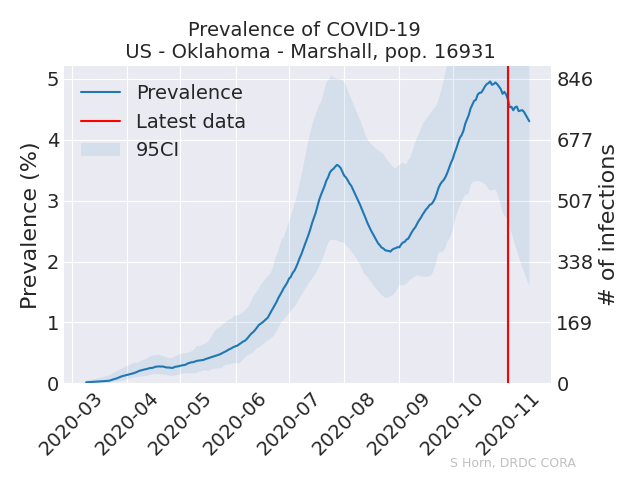 Prevalence of COVID-19
US - Oklahoma - Marshall, pop. 16931
Prevalence
Latest data
95CI
Prevalence (%)
5
4
3
2
1
0
846
677
507
338
169
0
# of infections
2020-03
2020-04
2020-05
2020-06
2020-07
2020-08
2020-09
2020-10
2020-11
S Horn, DRDC CORA